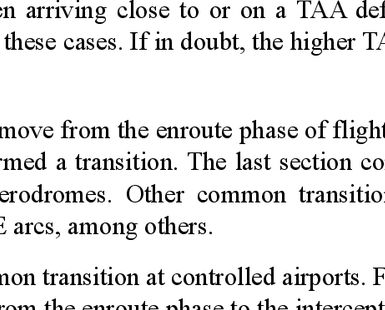 en arriving close to or on a TAA def
these cases. If in doubt, the higher TA
move from the enroute phase of flight
rmed a transition. The last section co
erodromes. Other common transition
E arcs, among others.
mon transition at controlled airports. F
from the enroute phase to the intercept